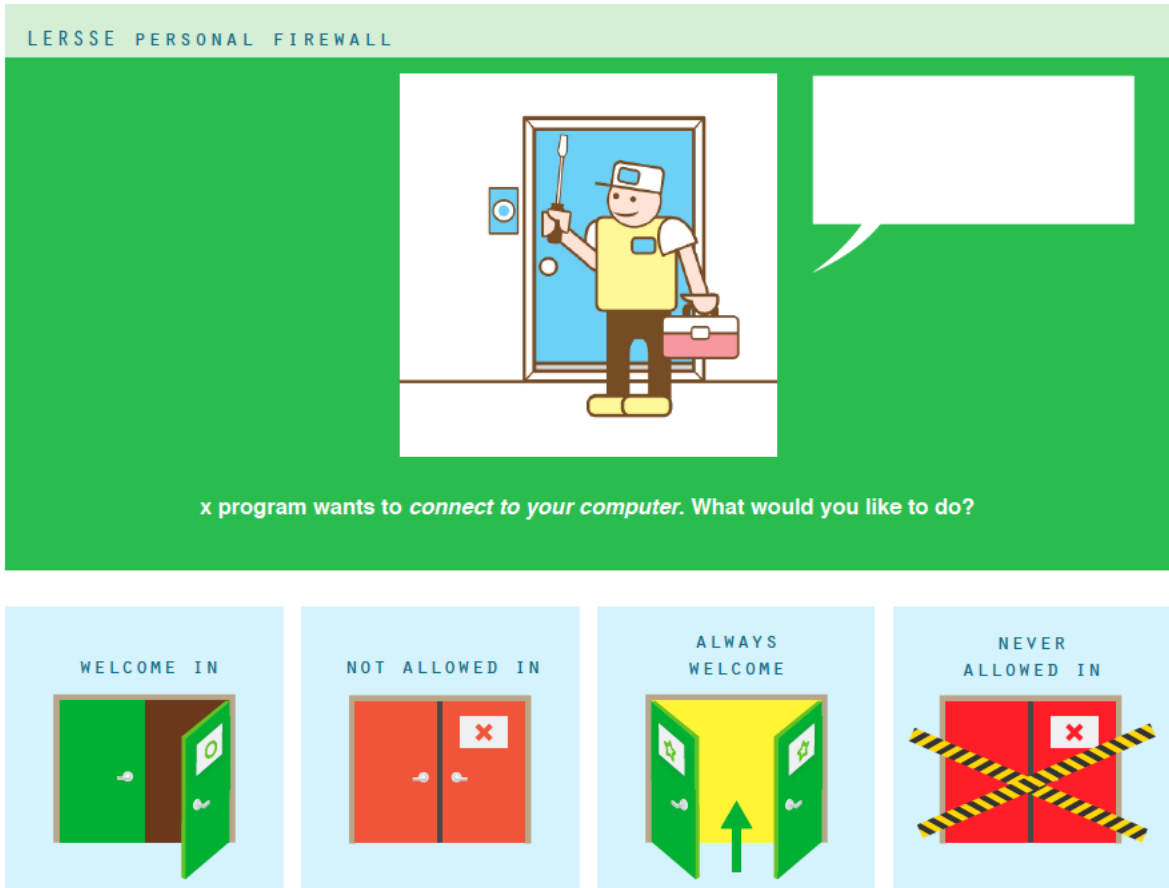 LERSSE PERSONAL FIREWALL
x program wants to connect to your computer. What would you like to do?
WELCOME IN
NOT ALLOWED IN
ALWAYS
WELCOME
NEVER
ALLOWED IN